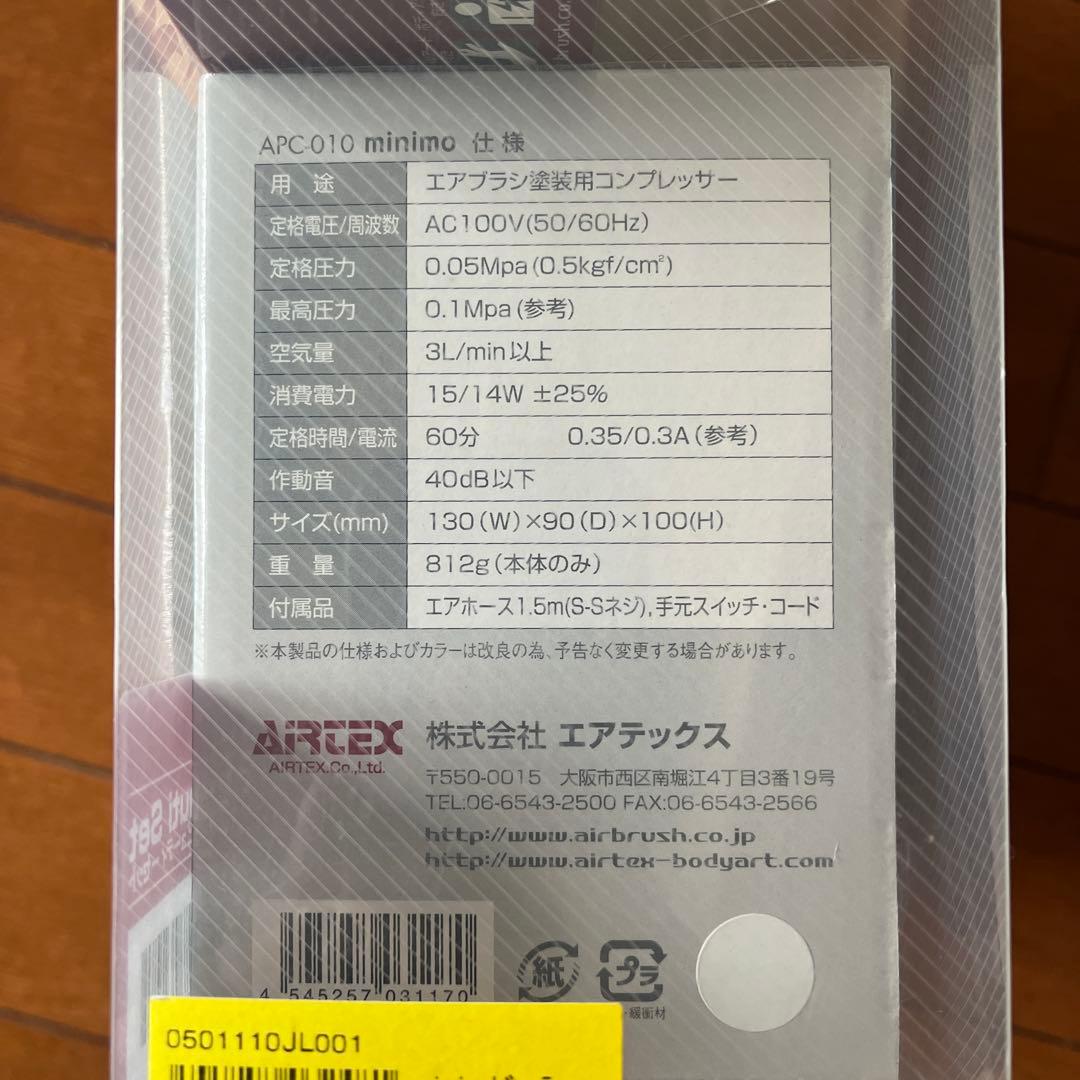 APC-010 minimo 仕様
用 途 エアブラシ塗装用コンプレッサー
定格電圧/周波数 AC100V(50/60Hz)
定格圧力 0.05Mpa(0.5kgf/cm²)
最高圧力 0.1Mpa(参考)
空気量 3L/min以上
消費電力 15/14W ±25%
定格時間/電流 60分 0.35/0.3A(参考)
作動音 40dB以下
サイズ(mm) 130(W)×90(D)×100(H)
重 量 812g(本体のみ)
付属品 エアホース1.5m(S-Sネジ),手元スイッチ・コード
※本製品の仕様およびカラーは改良の為、予告なく変更する場合があります。
AIRTEX 株式会社 エアテックス
AIRTEX.Co.,Ltd.
〒550-0015 大阪市西区南堀江4丁目3番19号
TEL:06-6543-2500 FAX:06-6543-2566
http://www.airbrush.co.jp
http://www.airtex-bodyart.com
紙 プラ
・緩衝材
4 545257 031170
0501110JL001